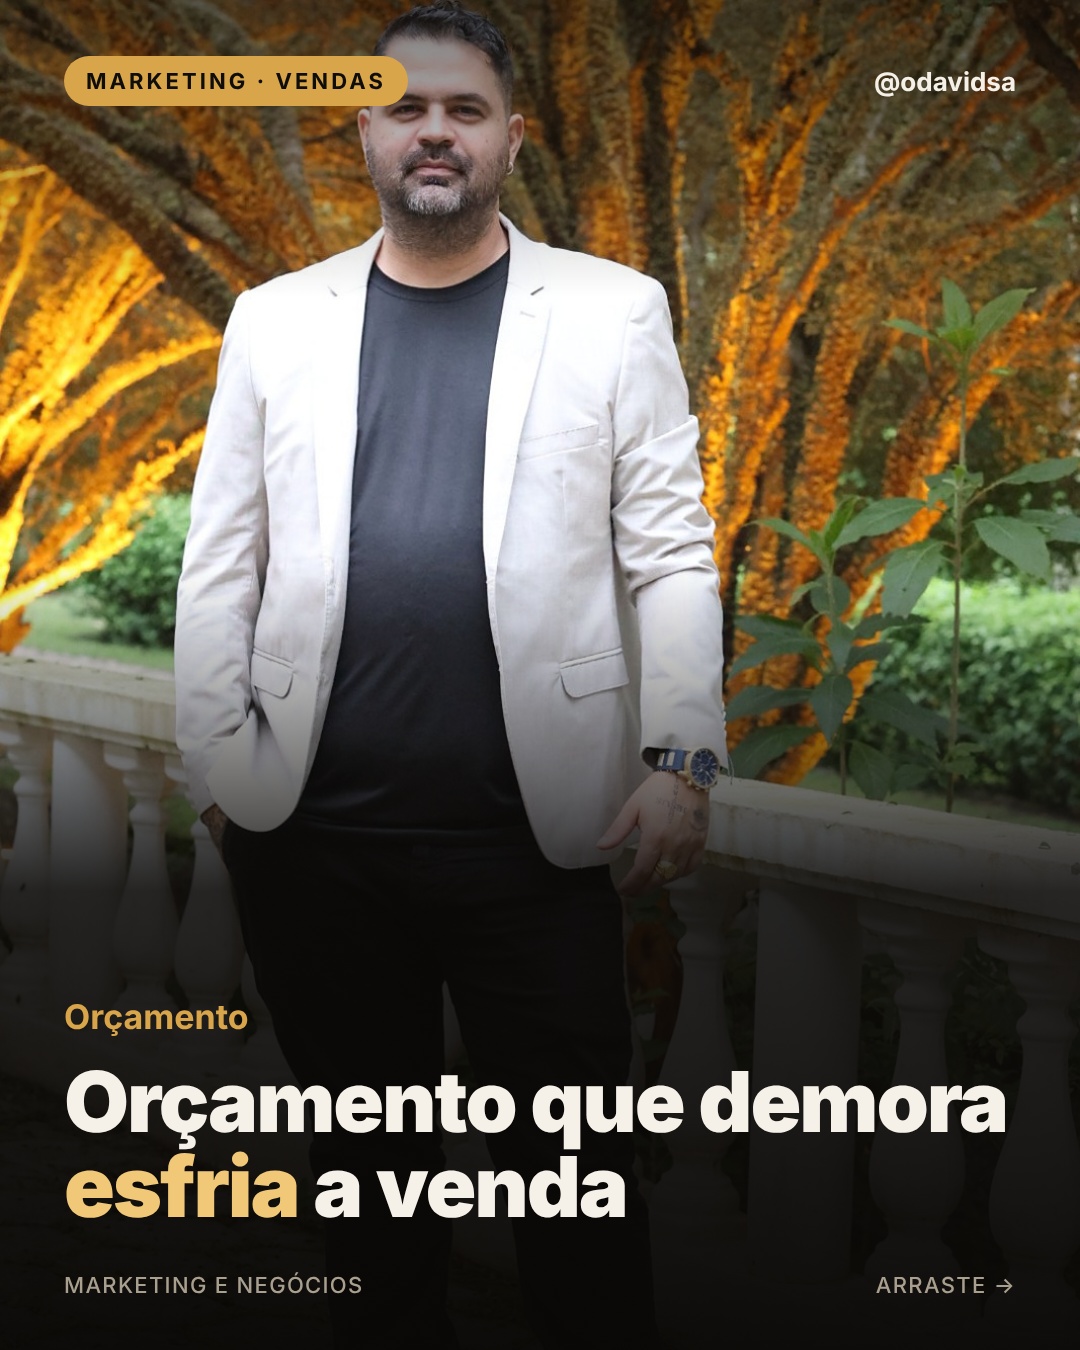 MARKETING · VENDAS
@odavidsa
Orçamento
Orçamento que demora
esfria a venda
MARKETING E NEGÓCIOS
ARRASTE →